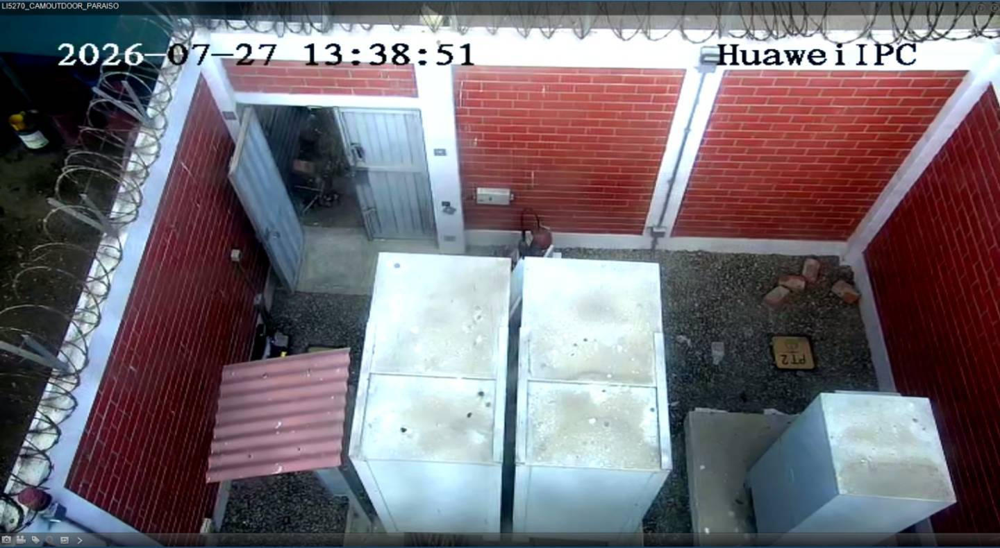 LI5270_CAMOUTDOOR_PARAISO
2026-07-27 13:38:51
HuaweiIPC
PT2